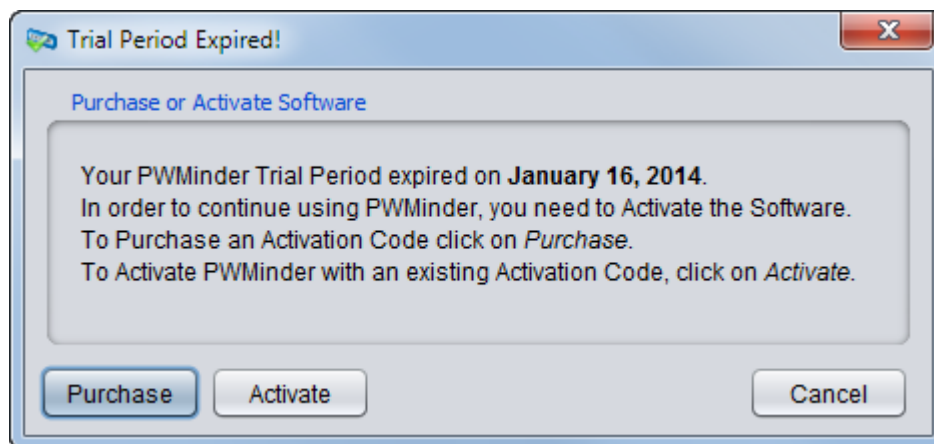 Trial Period Expired!
Purchase or Activate Software
Your PWMinder Trial Period expired on January 16, 2014.
In order to continue using PWMinder, you need to Activate the Software.
To Purchase an Activation Code click on Purchase.
To Activate PWMinder with an existing Activation Code, click on Activate.
Purchase Activate Cancel